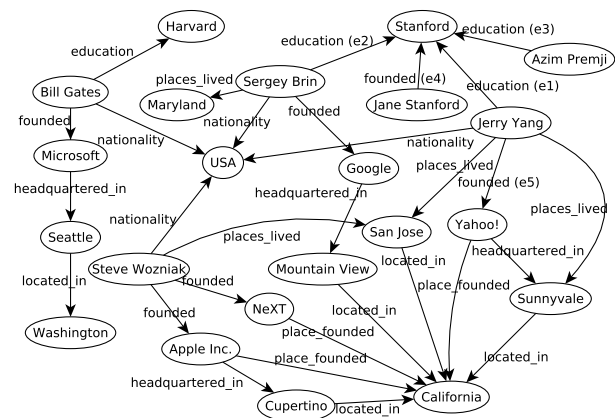 Harvard
Stanford
education (e3)
education
education (e2)
Azim Premji
places_lived
Sergey Brin
founded (e4)
education (e1)
Bill Gates
Maryland
Jane Stanford
founded
nationality
nationality
founded
Jerry Yang
nationality
Microsoft
USA
Google
places_lived
headquartered_in
headquartered_in
founded (e5)
places_lived
nationality
San Jose
Yahoo!
Seattle
places_lived
headquartered_in
Steve Wozniak
Mountain View
located_in
located_in
founded
place_founded
Sunnyvale
NeXT
founded
located_in
Washington
place_founded
Apple Inc.
place_founded
located_in
headquartered_in
California
Cupertino
located_in